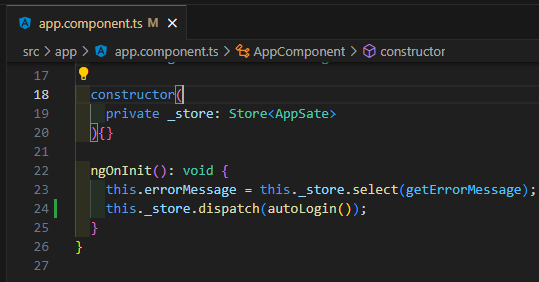 app.component.ts M
src > app > app.component.ts > AppComponent > constructor
17
18 constructor(
19 private _store: Store<AppSate>
20 ){}
21
22 ngOnInit(): void {
23 this.errorMessage = this._store.select(getErrorMessage);
24 this._store.dispatch(autoLogin());
25 }
26 }
27